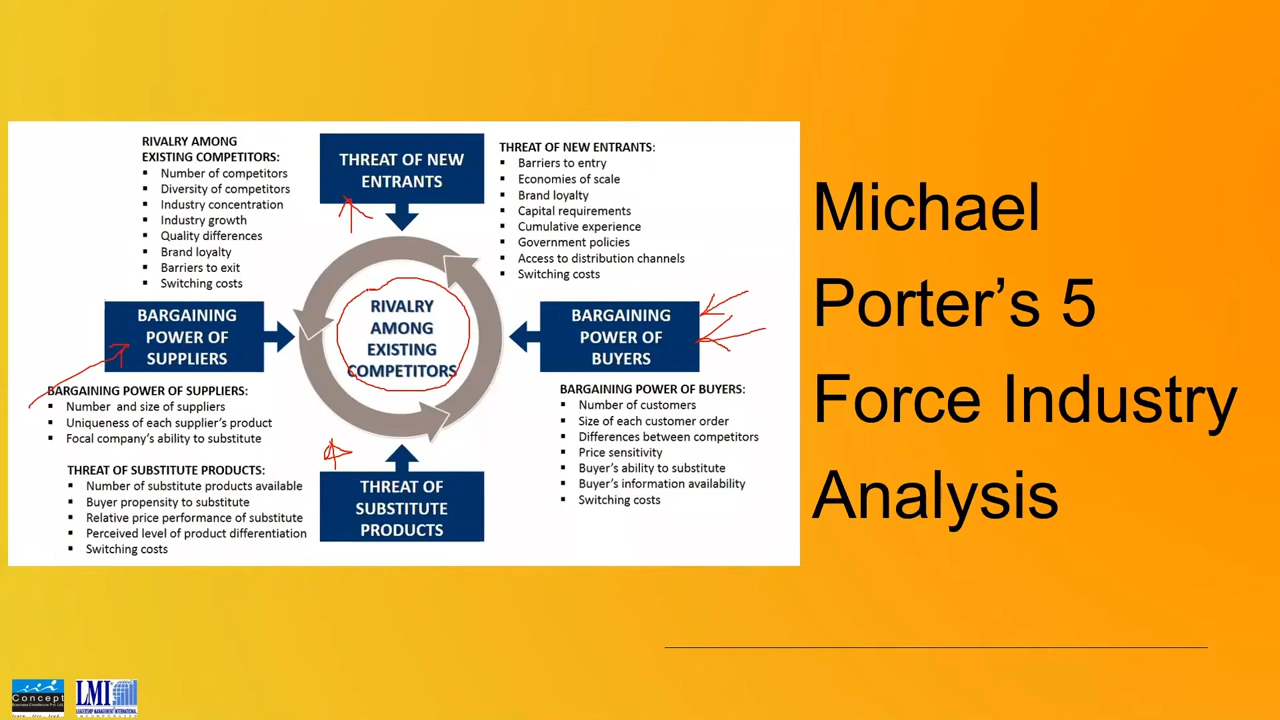 RIVALRY AMONG
EXISTING COMPETITORS:
Number of competitors
Diversity of competitors
Industry concentration
Industry growth
Quality differences
Brand loyalty
Barriers to exit
Switching costs
THREAT OF NEW
ENTRANTS
THREAT OF NEW ENTRANTS:
Barriers to entry
Economies of scale
Brand loyalty
Capital requirements
Cumulative experience
Government policies
Access to distribution channels
Switching costs
BARGAINING
POWER OF
SUPPLIERS
RIVALRY
AMONG
EXISTING
COMPETITORS
BARGAINING
POWER OF
BUYERS
BARGAINING POWER OF SUPPLIERS:
Number and size of suppliers
Uniqueness of each supplier's product
Focal company's ability to substitute
BARGAINING POWER OF BUYERS:
Number of customers
Size of each customer order
Differences between competitors
Price sensitivity
Buyer's ability to substitute
Buyer's information availability
Switching costs
THREAT OF SUBSTITUTE PRODUCTS:
Number of substitute products available
Buyer propensity to substitute
Relative price performance of substitute
Perceived level of product differentiation
Switching costs
THREAT OF
SUBSTITUTE
PRODUCTS
Michael
Porter’s 5
Force Industry
Analysis
Concept
Business Excellence Pvt. Ltd.
LMI
LEADERSHIP MANAGEMENT INTERNATIONAL